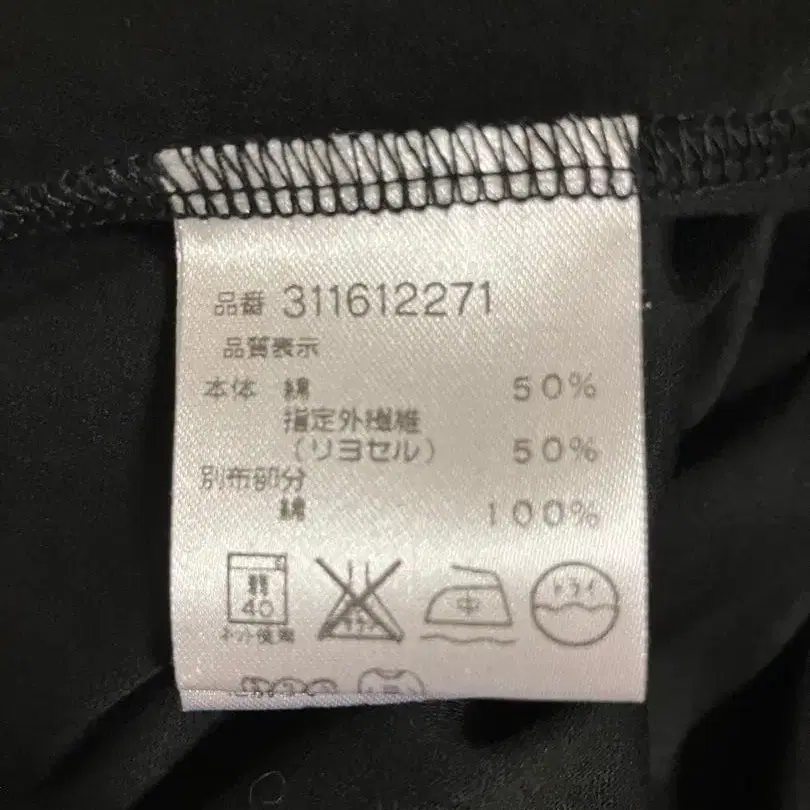 品番 311612271
品質表示
本体 綿 50%
指定外繊維
(リヨセル) 50%
別布部分
綿 100%
40 中 ドライ
ネット使用